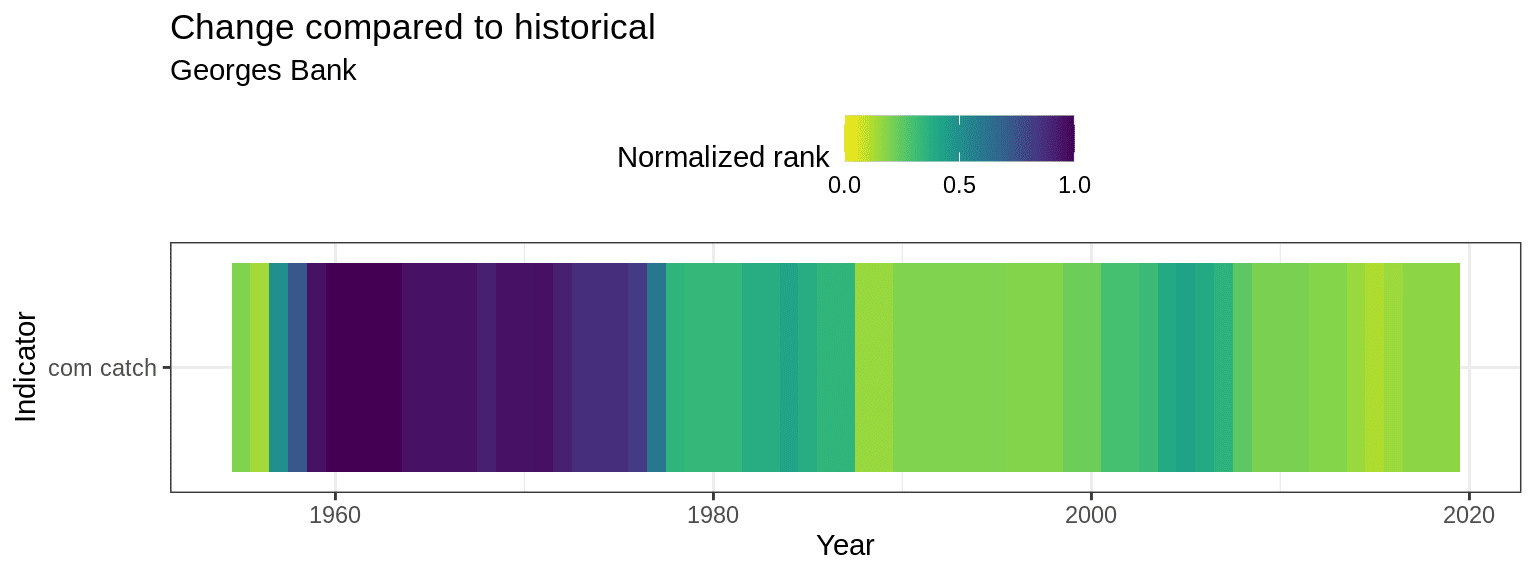 Change compared to historical
Georges Bank
Normalized rank
0.0 0.5 1.0
Indicator
com catch
1960 1980 2000 2020
Year